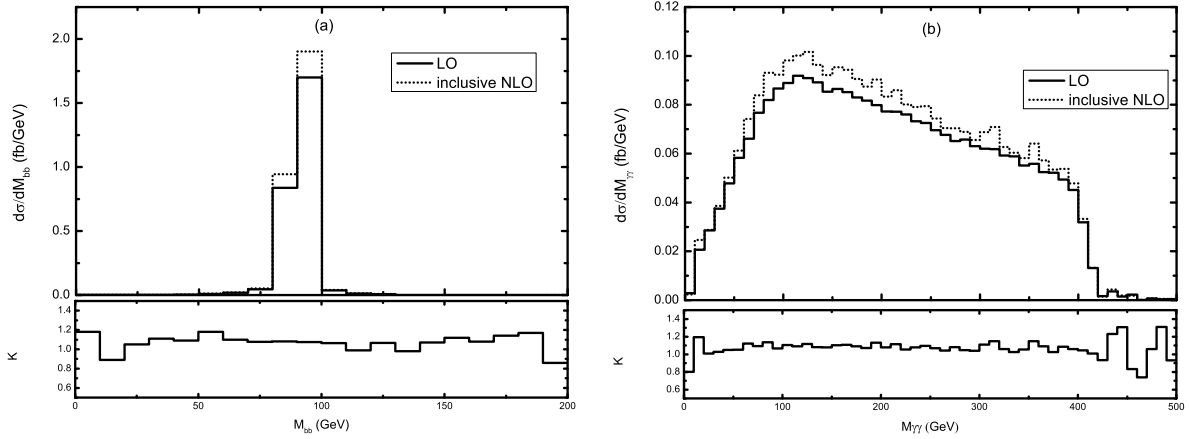 (a)
LO
inclusive NLO
dσ/dM_bb (fb/GeV)
2.0
1.5
1.0
0.5
0.0
K
1.4
1.2
1.0
0.8
0.6
0 50 100 150 200
M_bb (GeV)
(b)
LO
inclusive NLO
dσ/dM_γγ (fb/GeV)
0.12
0.10
0.08
0.06
0.04
0.02
0.00
K
1.4
1.2
1.0
0.8
0.6
0 100 200 300 400 500
Mγγ (GeV)